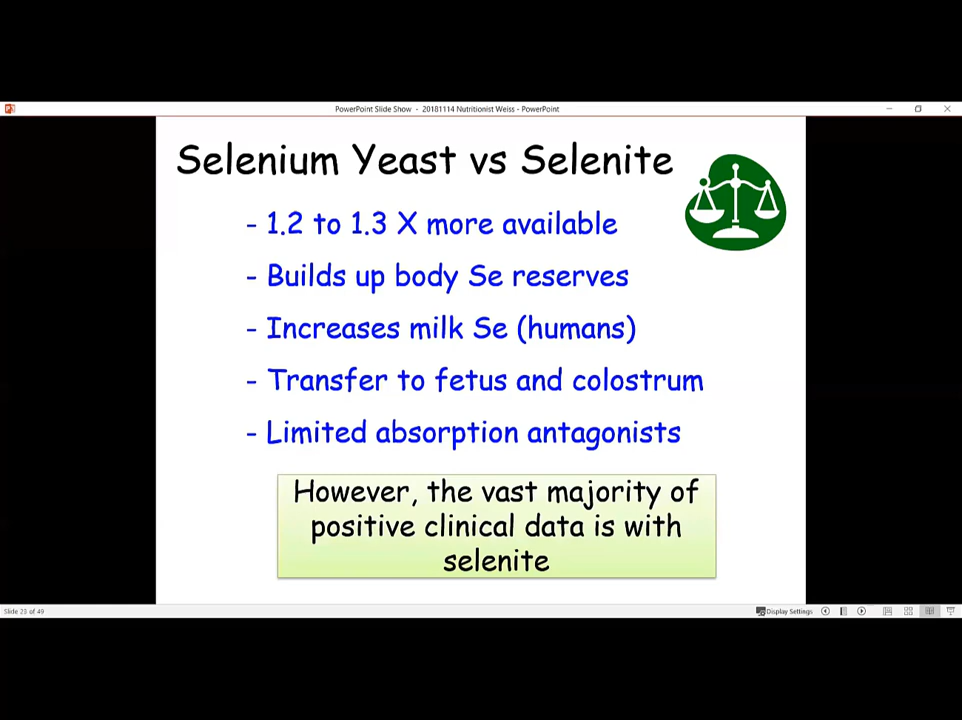 PowerPoint Slide Show - 20181114 Nutritionist Weiss - PowerPoint
Selenium Yeast vs Selenite
- 1.2 to 1.3 X more available
- Builds up body Se reserves
- Increases milk Se (humans)
- Transfer to fetus and colostrum
- Limited absorption antagonists
However, the vast majority of
positive clinical data is with
selenite
Slide 23 of 49
Display Settings